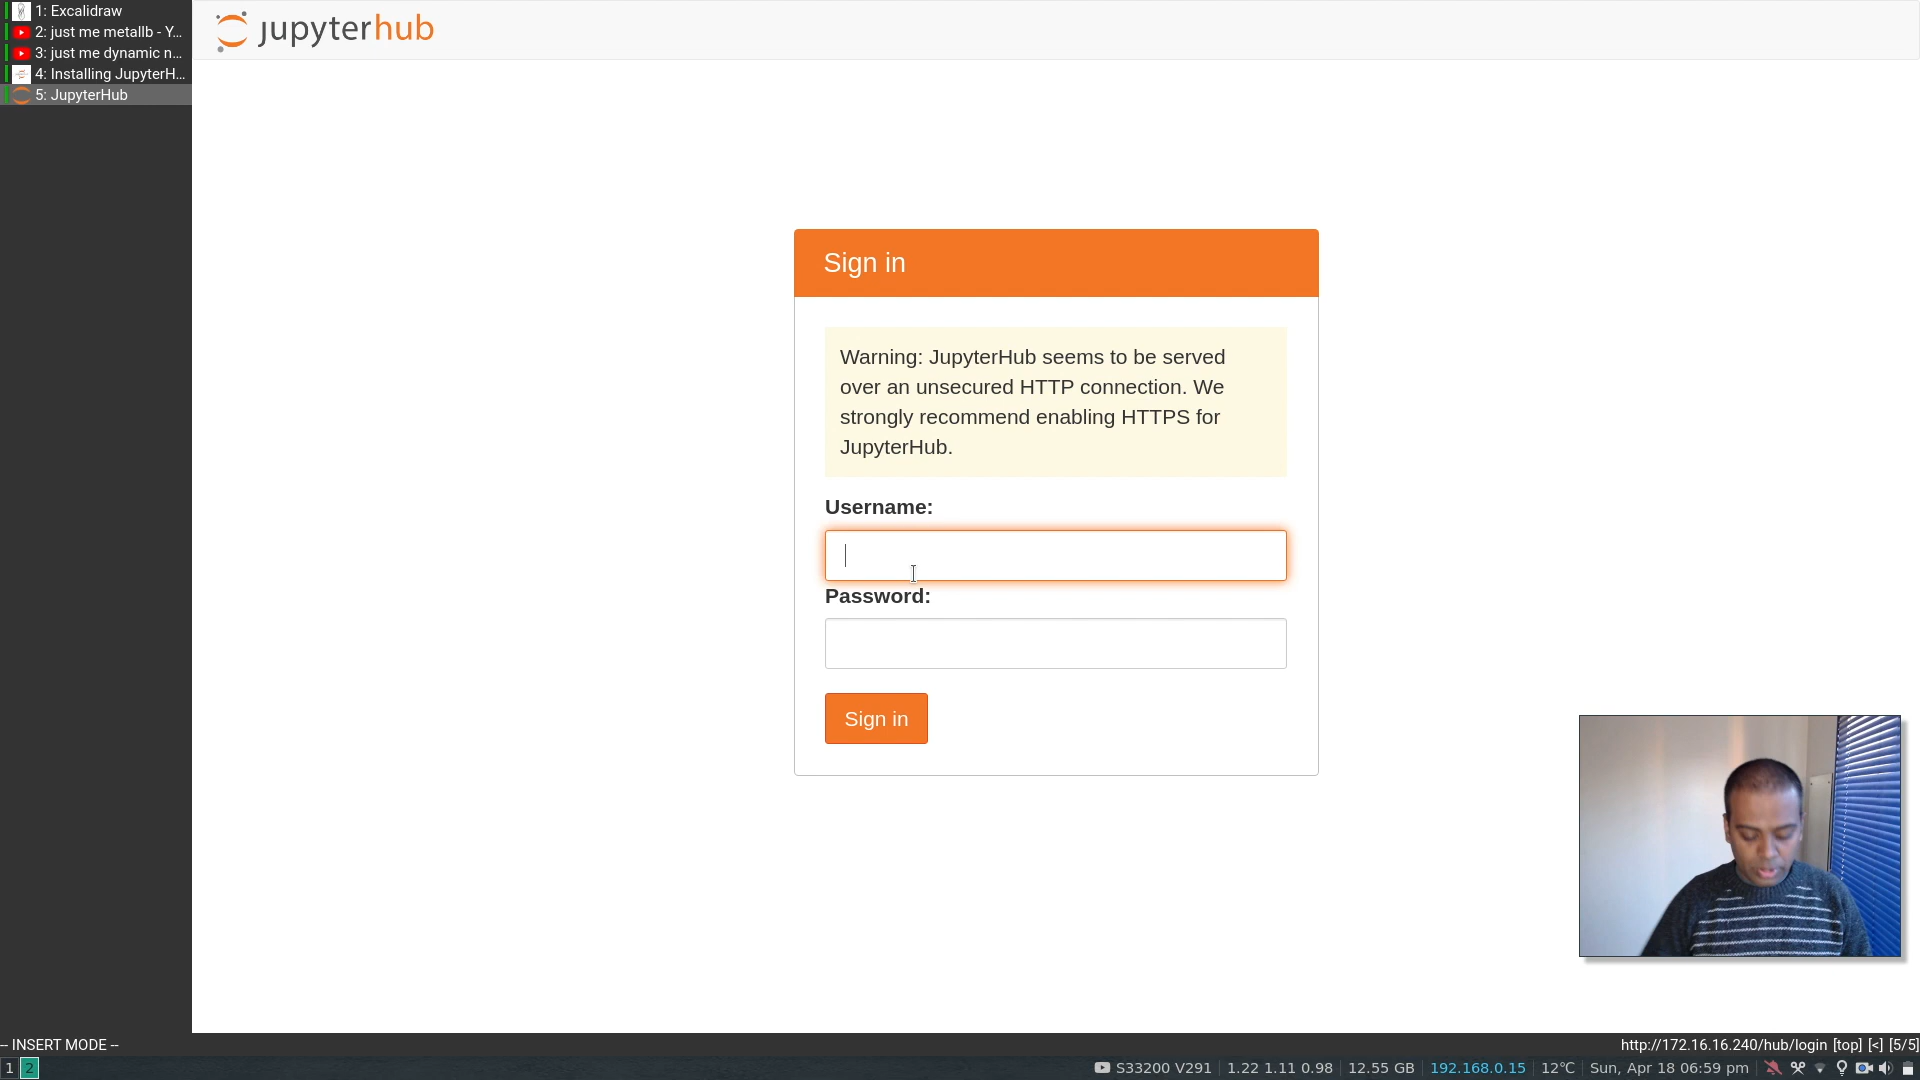 1: Excalidraw
2: just me metallb - Y...
3: just me dynamic n...
4: Installing JupyterH...
5: JupyterHub
jupyterhub
Sign in
Warning: JupyterHub seems to be served
over an unsecured HTTP connection. We
strongly recommend enabling HTTPS for
JupyterHub.
Username:
Password:
Sign in
-- INSERT MODE --
http://172.16.16.240/hub/login [top] [<] [5/5]
1 2
S33200 V291 1.22 1.11 0.98 12.55 GB 192.168.0.15 12°C Sun, Apr 18 06:59 pm